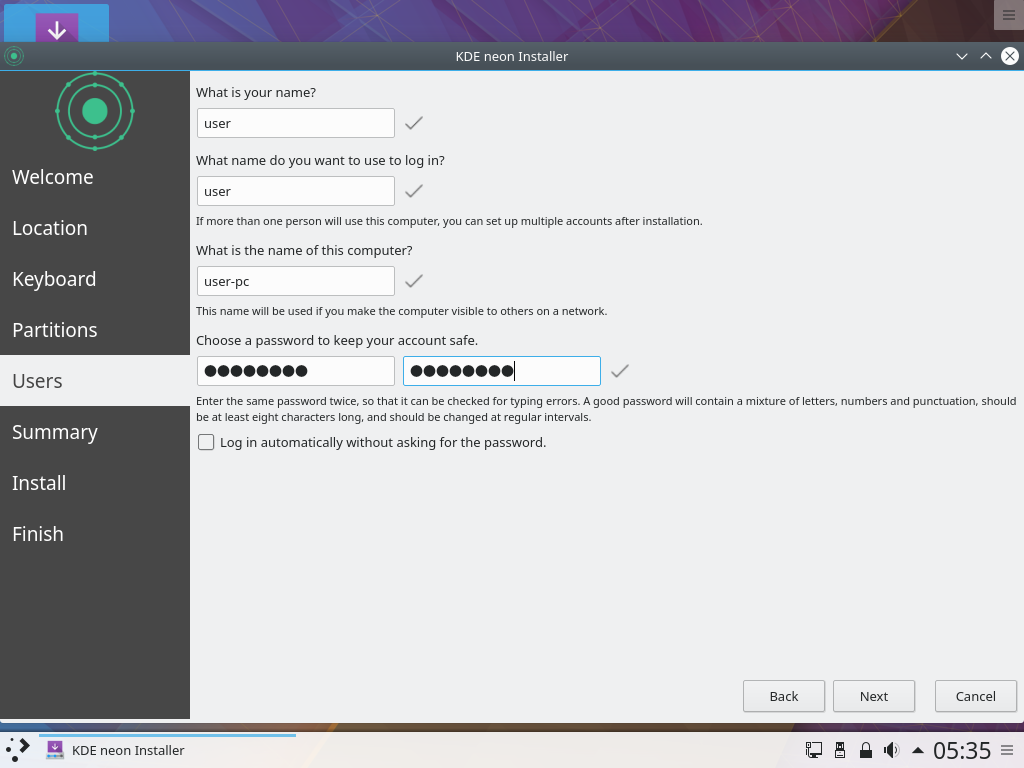 KDE neon Installer
Welcome
Location
Keyboard
Partitions
Users
Summary
Install
Finish
What is your name?
user
What name do you want to use to log in?
user
If more than one person will use this computer, you can set up multiple accounts after installation.
What is the name of this computer?
user-pc
This name will be used if you make the computer visible to others on a network.
Choose a password to keep your account safe.
●●●●●●●● ●●●●●●●●
Enter the same password twice, so that it can be checked for typing errors. A good password will contain a mixture of letters, numbers and punctuation, should
be at least eight characters long, and should be changed at regular intervals.
Log in automatically without asking for the password.
Back Next Cancel
KDE neon Installer 05:35